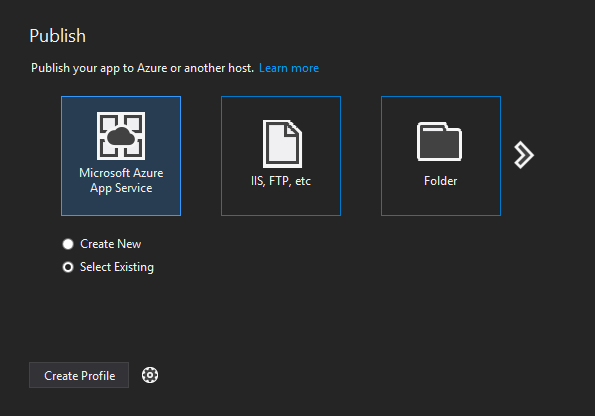 Publish
Publish your app to Azure or another host. Learn more
Microsoft Azure
App Service
IIS, FTP, etc
Folder
Create New
Select Existing
Create Profile